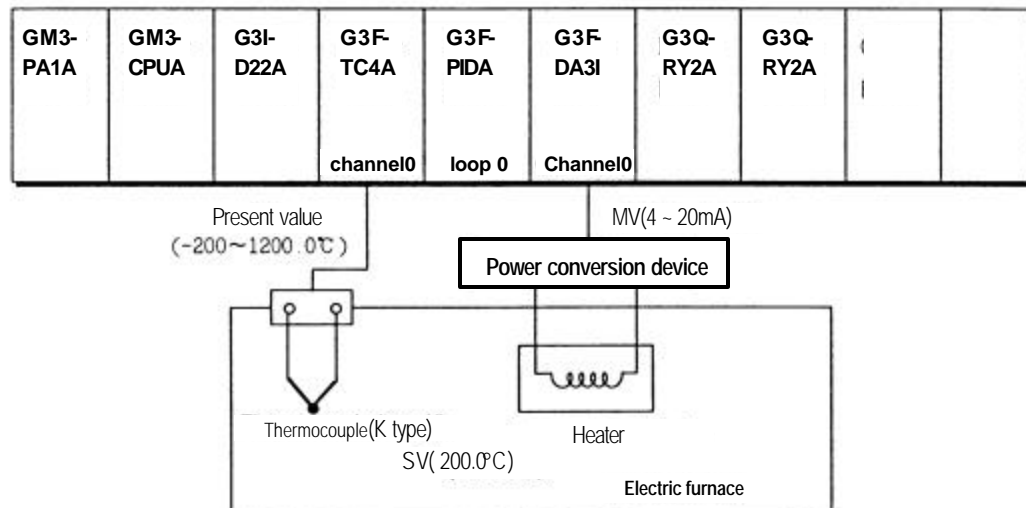 GM3-
PA1A
GM3-
CPUA
G3I-
D22A
G3F-
TC4A
channel0
G3F-
PIDA
loop 0
G3F-
DA3I
Channel0
G3Q-
RY2A
G3Q-
RY2A
Present value
(-200~1200.0℃)
MV(4 ~ 20mA)
Power conversion device
Thermocouple(K type)
Heater
SV( 200.0°C)
Electric furnace